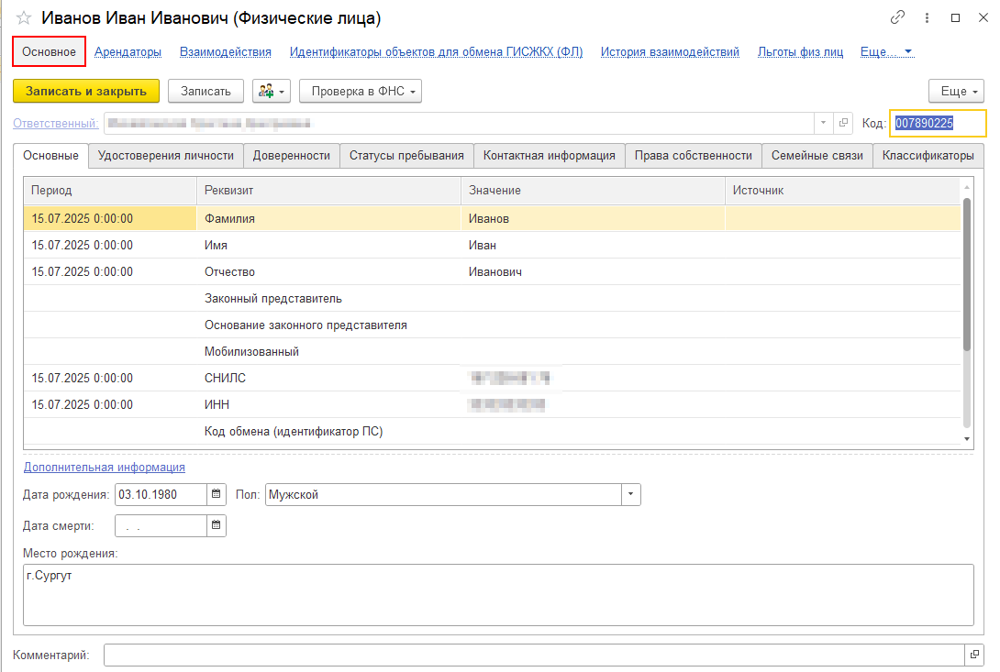 Иванов Иван Иванович (Физические лица)
Основное Арендаторы Взаимодействия Идентификаторы объектов для обмена ГИСЖКХ (ФЛ) История взаимодействий Льготы физ лиц Еще...
Записать и закрыть Записать Проверка в ФНС Еще
Ответственный: Код: 007890225
Основные Удостоверения личности Доверенности Статусы пребывания Контактная информация Права собственности Семейные связи Классификаторы
Период Реквизит Значение Источник
15.07.2025 0:00:00 Фамилия Иванов
15.07.2025 0:00:00 Имя Иван
15.07.2025 0:00:00 Отчество Иванович
Законный представитель
Основание законного представителя
Мобилизованный
15.07.2025 0:00:00 СНИЛС
15.07.2025 0:00:00 ИНН
Код обмена (идентификатор ПС)
Дополнительная информация
Дата рождения: 03.10.1980 Пол: Мужской
Дата смерти: . .
Место рождения:
г.Сургут
Комментарий: